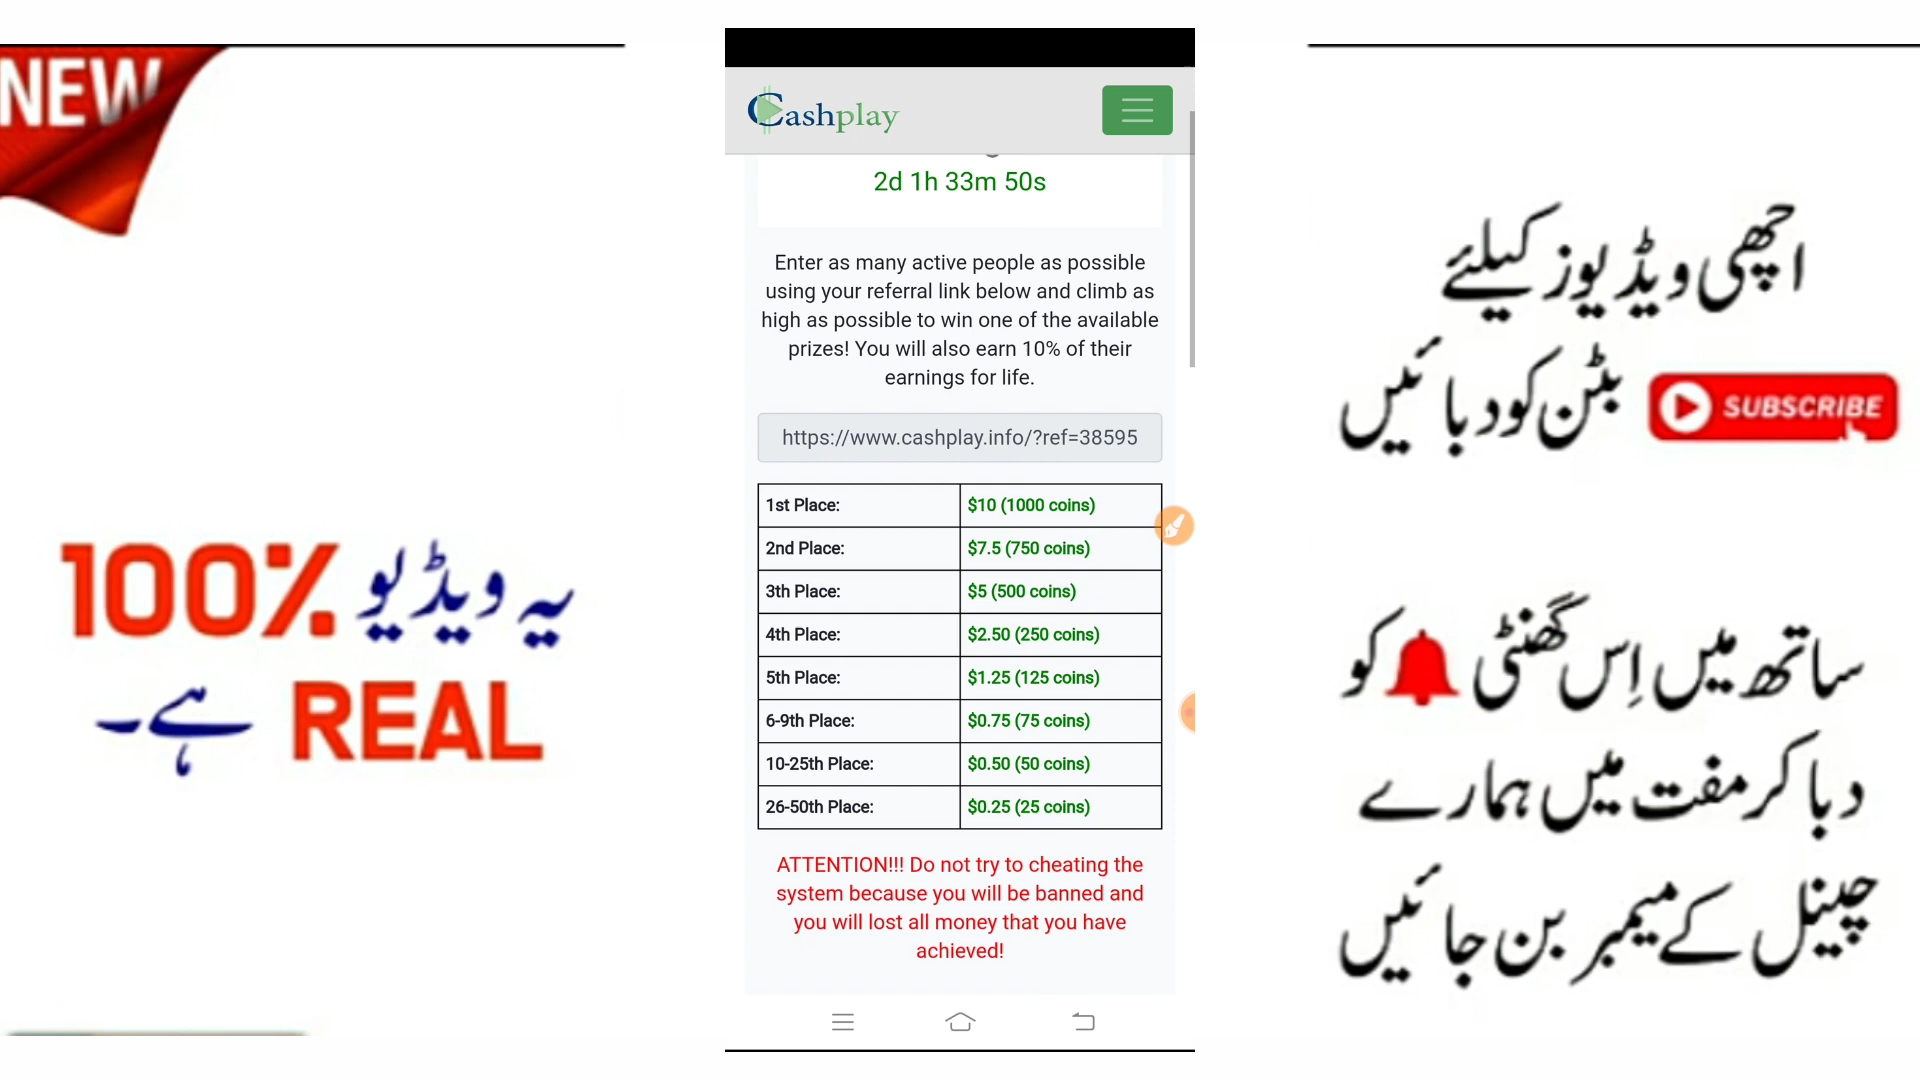 NEW
یہ ویڈیو 100%
REAL ہے۔
Cashplay
2d 1h 33m 50s
Enter as many active people as possible
using your referral link below and climb as
high as possible to win one of the available
prizes! You will also earn 10% of their
earnings for life.
https://www.cashplay.info/?ref=38595
1st Place: $10 (1000 coins)
2nd Place: $7.5 (750 coins)
3th Place: $5 (500 coins)
4th Place: $2.50 (250 coins)
5th Place: $1.25 (125 coins)
6-9th Place: $0.75 (75 coins)
10-25th Place: $0.50 (50 coins)
26-50th Place: $0.25 (25 coins)
ATTENTION!!! Do not try to cheating the
system because you will be banned and
you will lost all money that you have
achieved!
اچھی ویڈیوز کیلئے
SUBSCRIBE بٹن کو دبائیں
ساتھ میں اِس گھنٹی کو
دبا کر مفت میں ہمارے
چینل کے میمبر بن جائیں